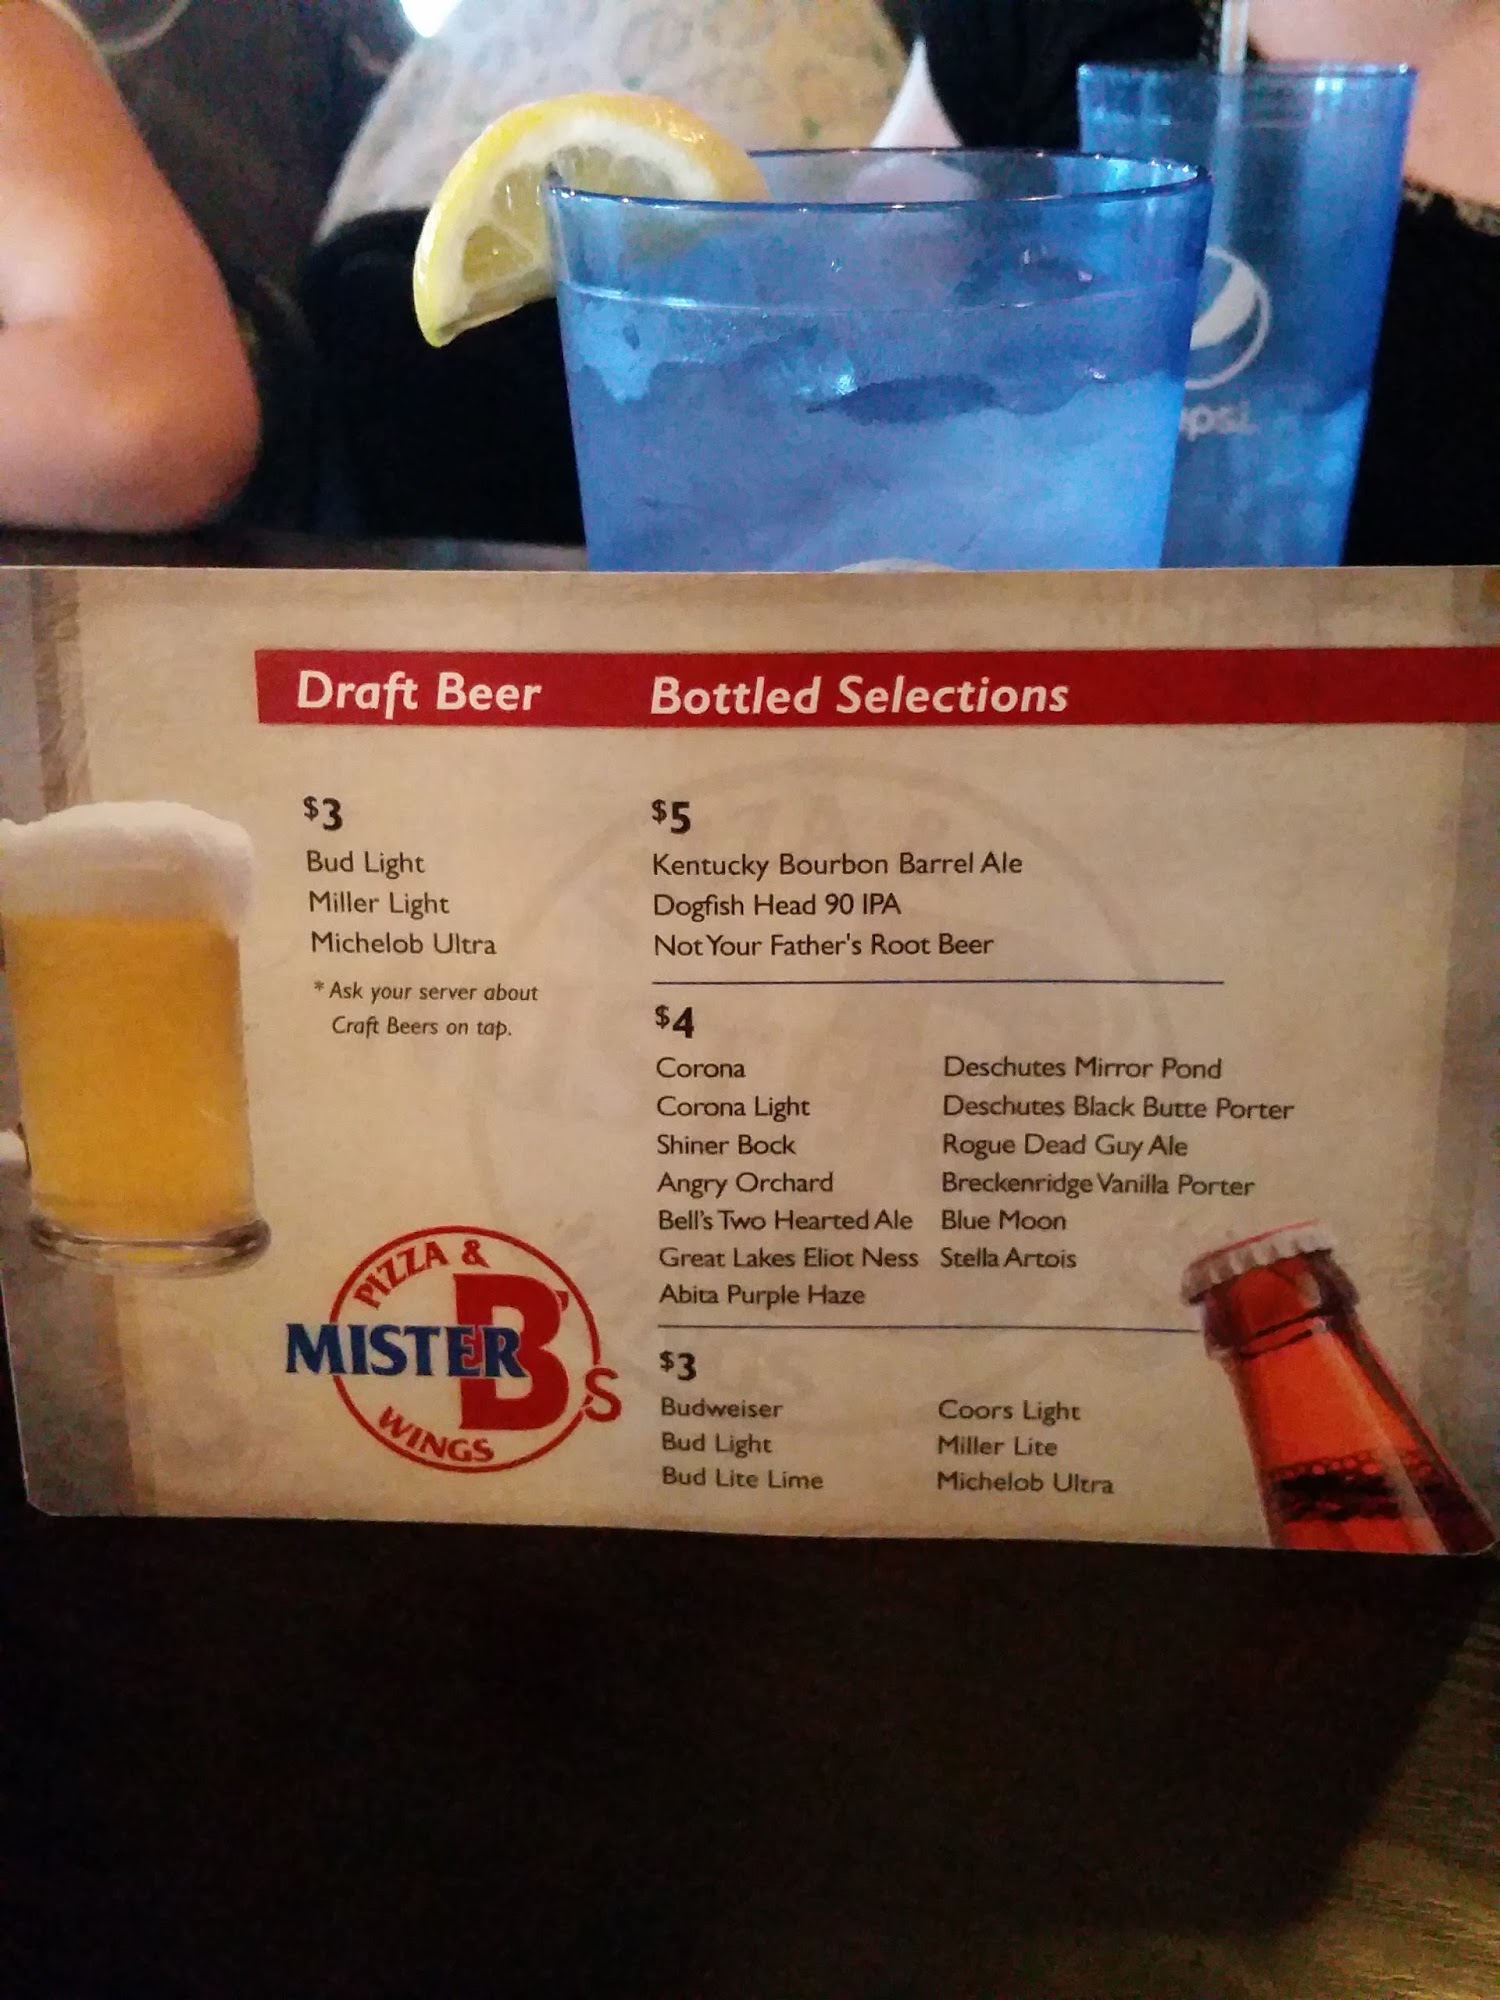 epsi
Draft Beer
$3
Bud Light
Miller Light
Michelob Ultra
* Ask your server about
Craft Beers on tap.
Bottled Selections
$5
Kentucky Bourbon Barrel Ale
Dogfish Head 90 IPA
Not Your Father's Root Beer
$4
Corona
Corona Light
Shiner Bock
Angry Orchard
Bell's Two Hearted Ale
Great Lakes Eliot Ness
Abita Purple Haze
Deschutes Mirror Pond
Deschutes Black Butte Porter
Rogue Dead Guy Ale
Breckenridge Vanilla Porter
Blue Moon
Stella Artois
$3
Budweiser
Bud Light
Bud Lite Lime
Coors Light
Miller Lite
Michelob Ultra
PIZZA &
MISTER B'S
WINGS